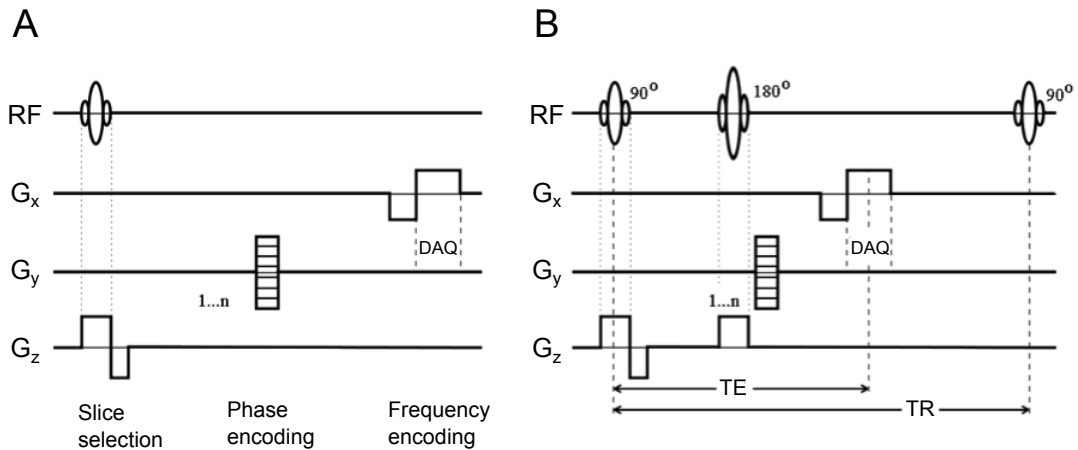 A
RF
Gx
DAQ
Gy
1...n
Gz
Slice
selection
Phase
encoding
Frequency
encoding
B
90°
180°
90°
RF
Gx
DAQ
Gy
1...n
Gz
TE
TR